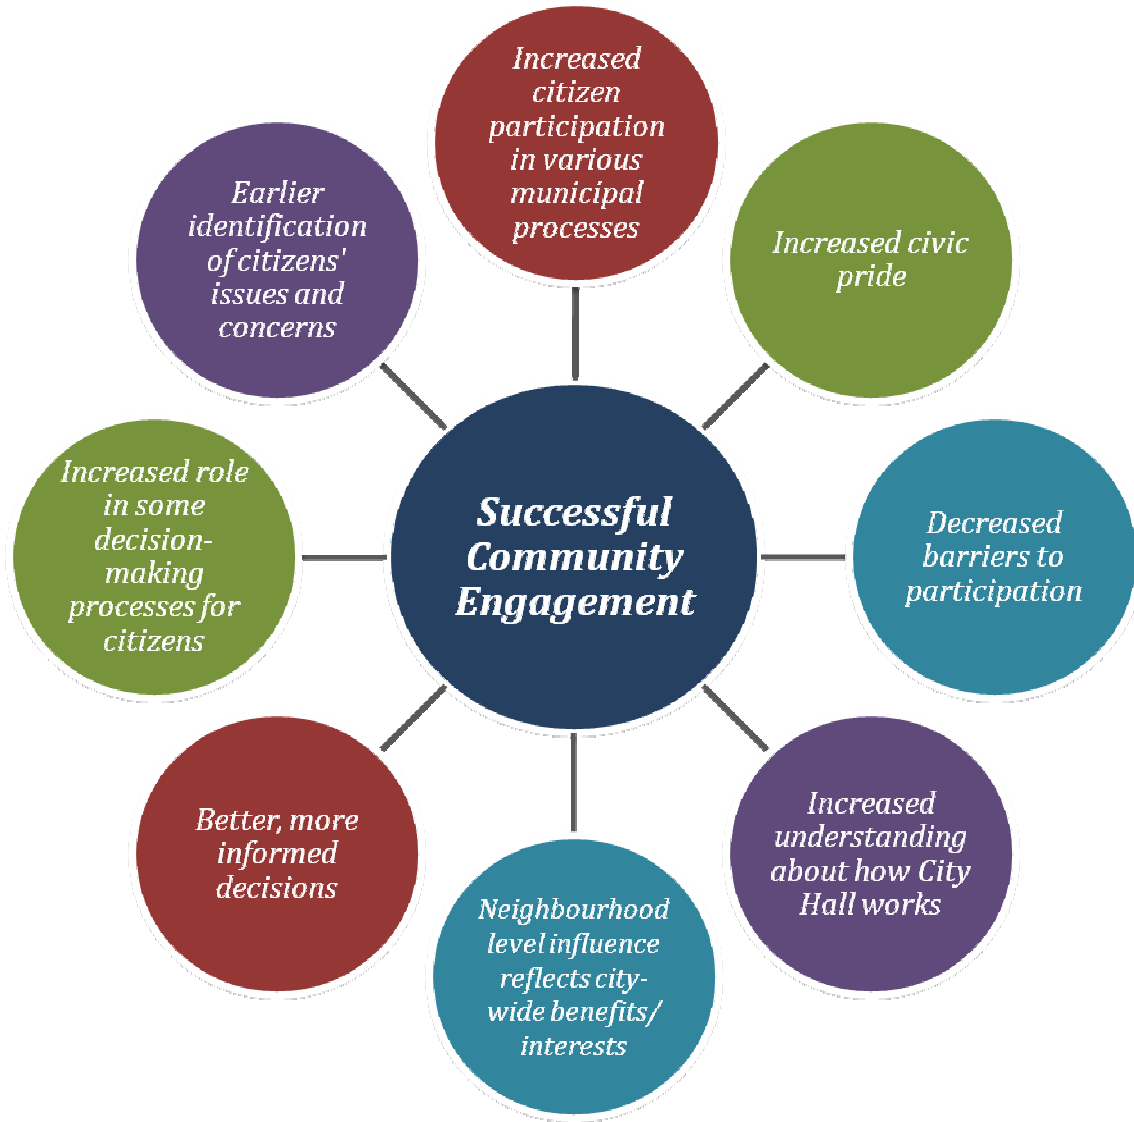 Increased
citizen
participation
in various
municipal
processes
Increased civic
pride
Decreased
barriers to
participation
Increased
understanding
about how City
Hall works
Neighbourhood
level influence
reflects city-
wide benefits/
interests
Better, more
informed
decisions
Increased role
in some
decision-
making
processes for
citizens
Earlier
identification
of citizens'
issues and
concerns
Successful
Community
Engagement